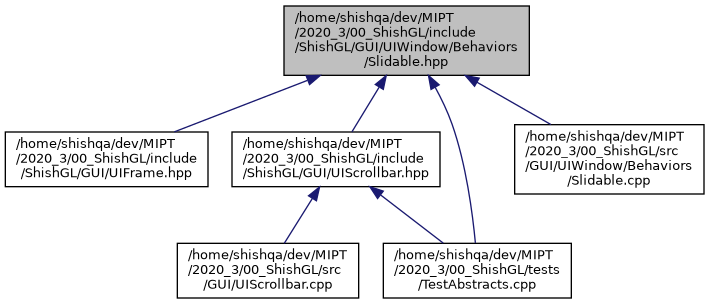 /home/shishqa/dev/MIPT
/2020_3/00_ShishGL/include
/ShishGL/GUI/UIWindow/Behaviors
/Slidable.hpp
/home/shishqa/dev/MIPT
/2020_3/00_ShishGL/include
/ShishGL/GUI/UIFrame.hpp
/home/shishqa/dev/MIPT
/2020_3/00_ShishGL/include
/ShishGL/GUI/UIScrollbar.hpp
/home/shishqa/dev/MIPT
/2020_3/00_ShishGL/src
/GUI/UIWindow/Behaviors
/Slidable.cpp
/home/shishqa/dev/MIPT
/2020_3/00_ShishGL/src
/GUI/UIScrollbar.cpp
/home/shishqa/dev/MIPT
/2020_3/00_ShishGL/tests
/TestAbstracts.cpp